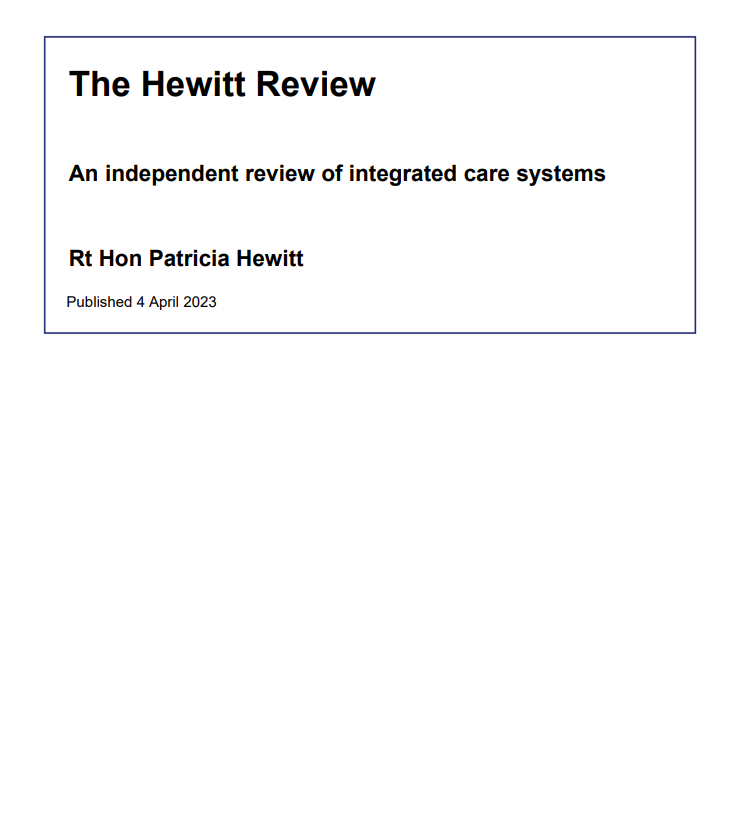 The Hewitt Review
An independent review of integrated care systems
Rt Hon Patricia Hewitt
Published 4 April 2023